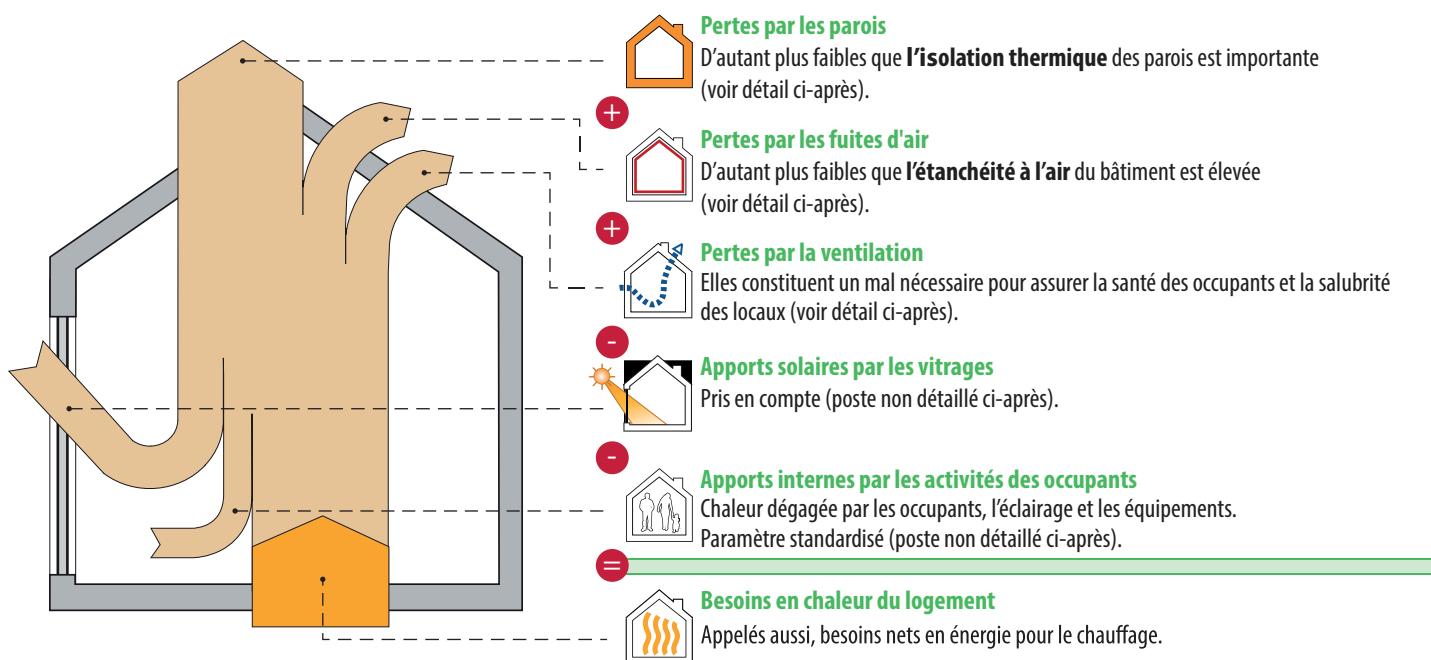 Pertes par les parois
D'autant plus faibles que l'isolation thermique des parois est importante
(voir détail ci-après).
+
Pertes par les fuites d'air
D'autant plus faibles que l'étanchéité à l'air du bâtiment est élevée
(voir détail ci-après).
+
Pertes par la ventilation
Elles constituent un mal nécessaire pour assurer la santé des occupants et la salubrité
des locaux (voir détail ci-après).
-
Apports solaires par les vitrages
Pris en compte (poste non détaillé ci-après).
-
Apports internes par les activités des occupants
Chaleur dégagée par les occupants, l'éclairage et les équipements.
Paramètre standardisé (poste non détaillé ci-après).
=
Besoins en chaleur du logement
Appelés aussi, besoins nets en énergie pour le chauffage.